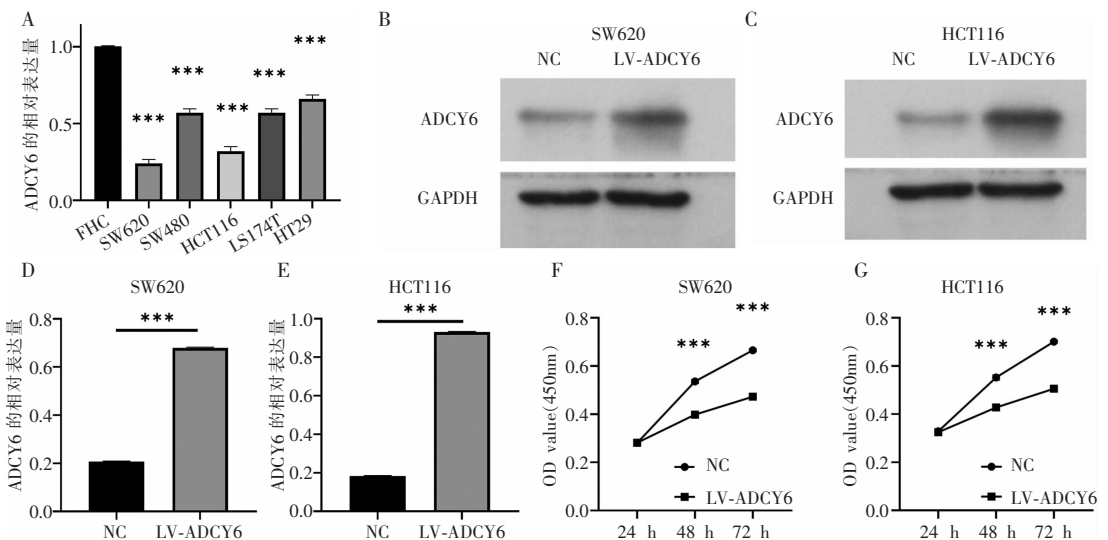 A
ADCY6 的相对表达量
1.0
0.5
0.0
***
***
***
***
***
FHC
SW620
SW480
HCT116
LS174T
HT29
B
SW620
NC LV-ADCY6
ADCY6
GAPDH
C
HCT116
NC LV-ADCY6
ADCY6
GAPDH
D
SW620
ADCY6 的相对表达量
0.8
0.6
0.4
0.2
0.0
***
NC LV-ADCY6
E
HCT116
ADCY6 的相对表达量
1.0
0.8
0.6
0.4
0.2
0.0
***
NC LV-ADCY6
F
SW620
OD value(450nm)
0.8
0.6
0.4
0.2
0.0
***
***
NC
LV-ADCY6
24 h 48 h 72 h
G
HCT116
OD value(450nm)
0.8
0.6
0.4
0.2
0.0
***
***
NC
LV-ADCY6
24 h 48 h 72 h